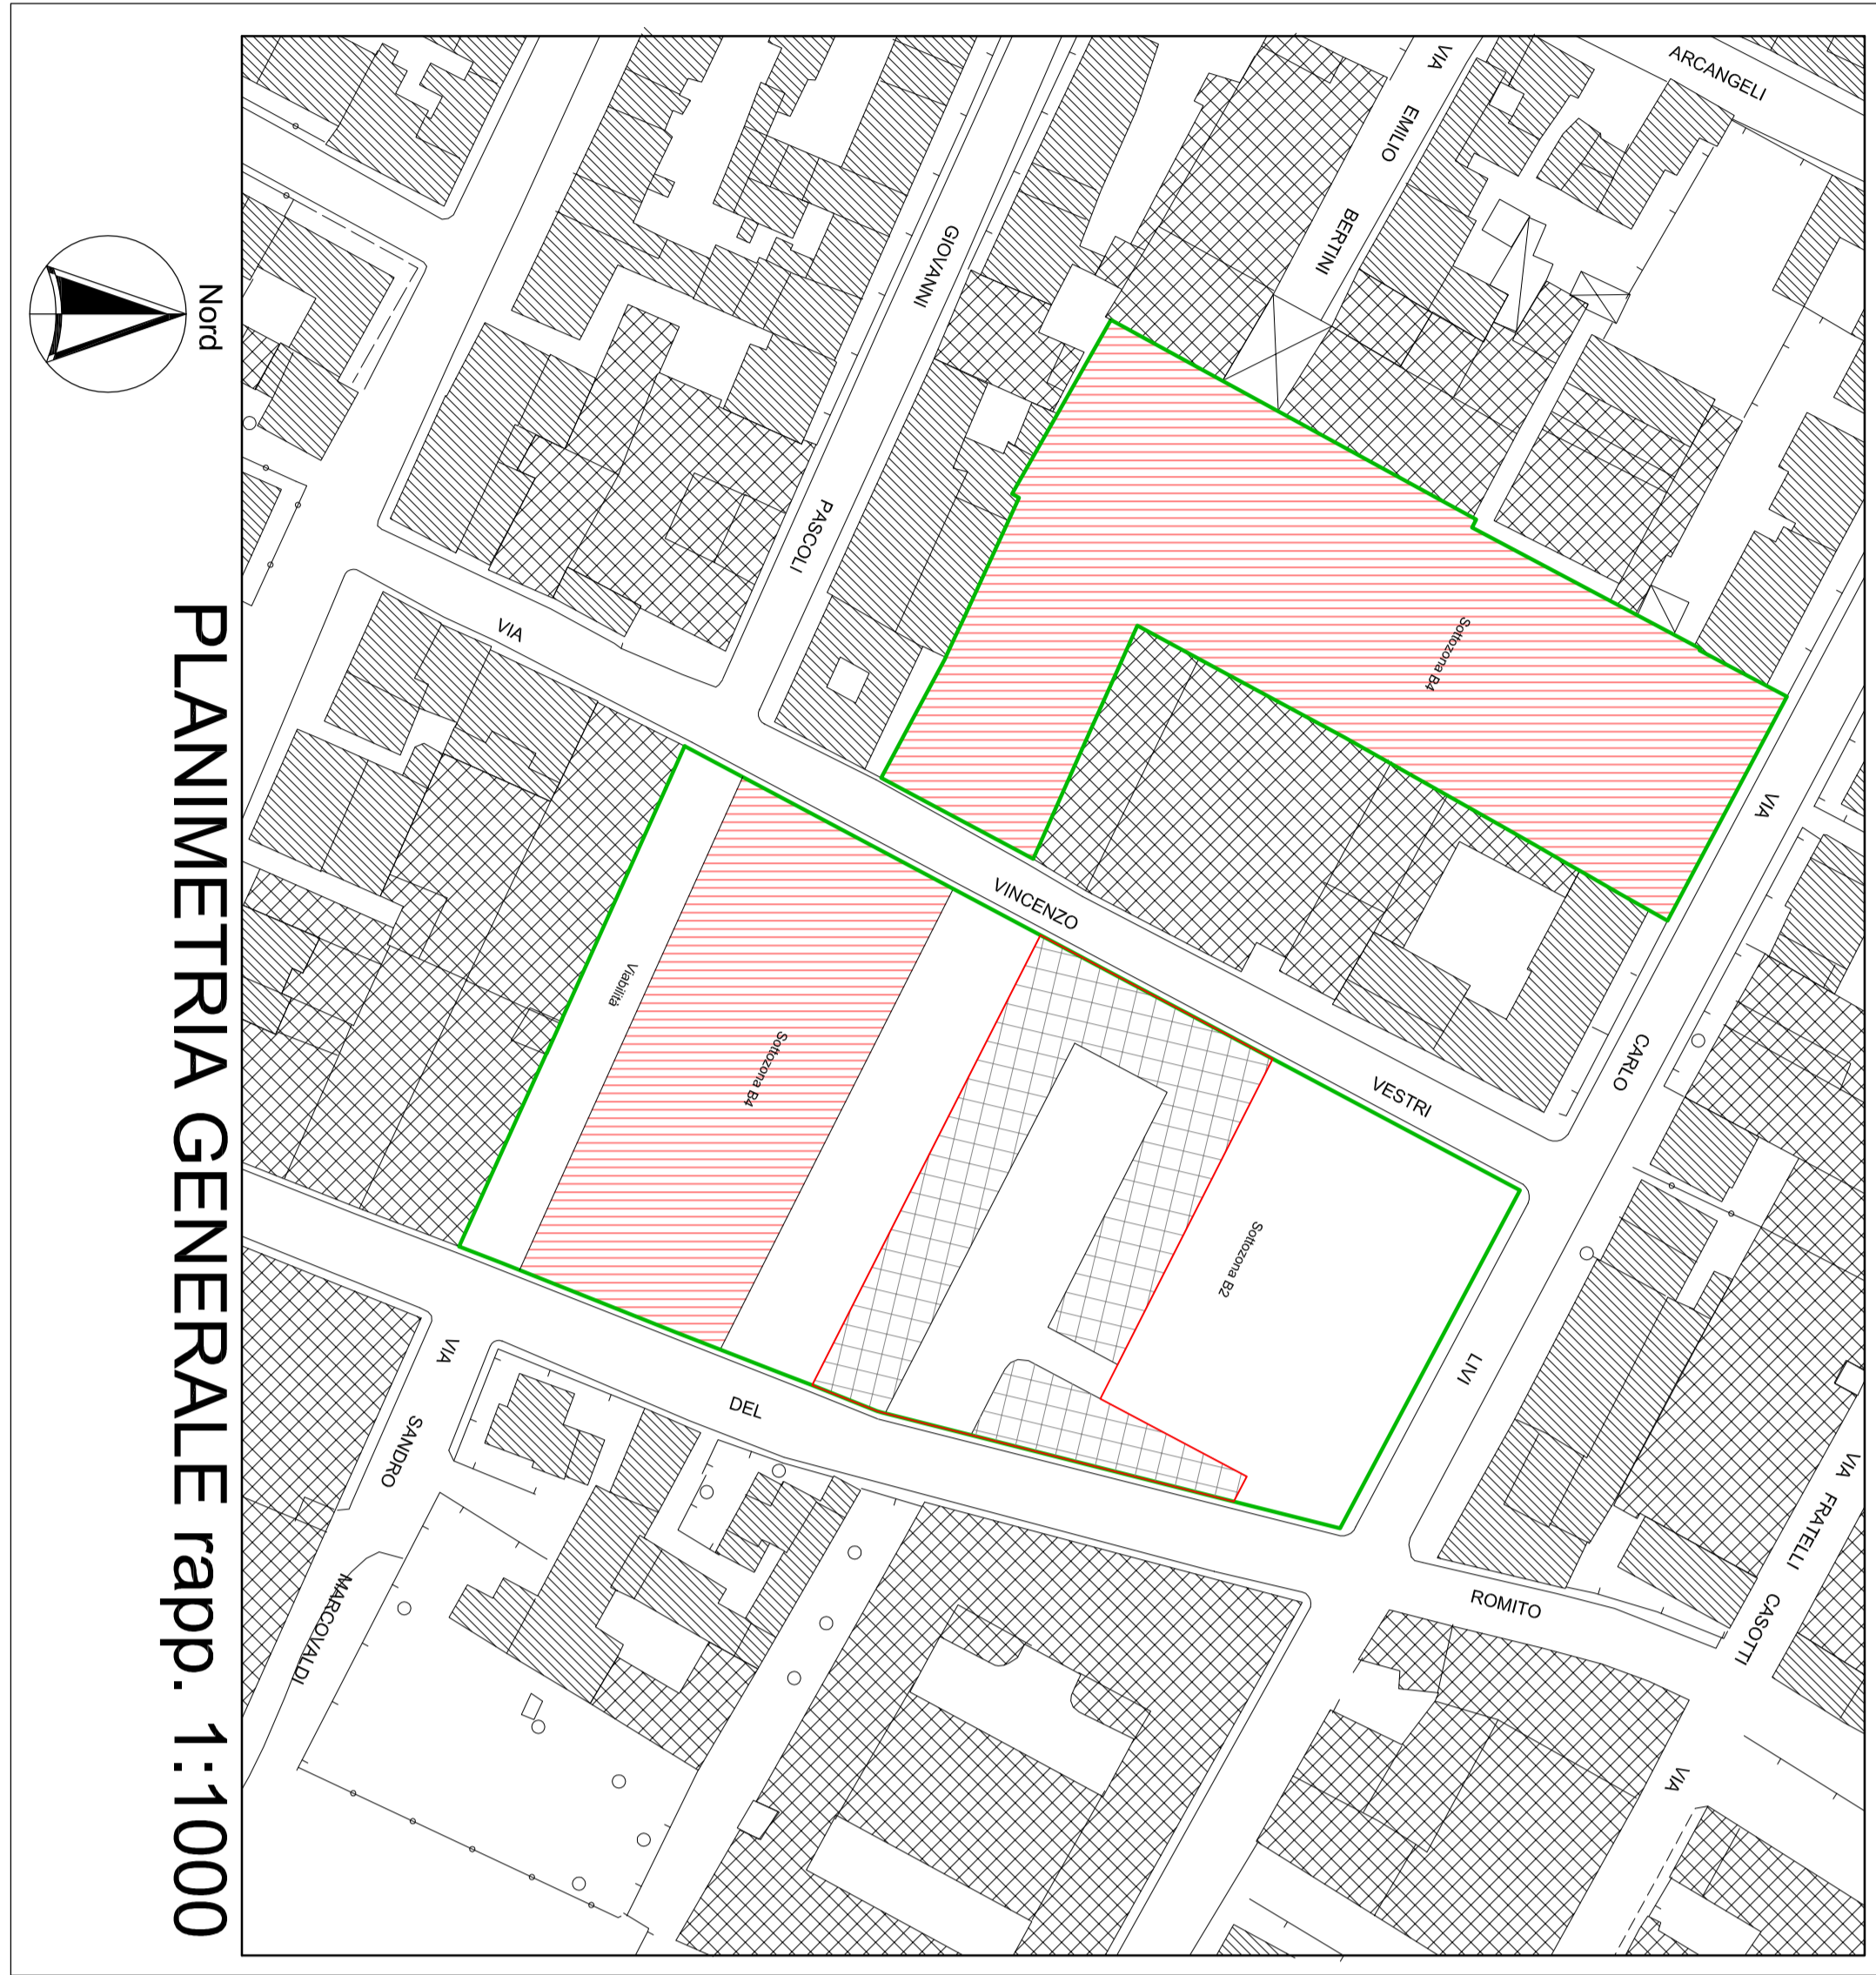 Nord
PLANIMETRIA GENERALE rapp. 1:1000
ARCANGELI
VIA
EMILIO
BERTINI
GIOVANNI
PASCOLI
Sottozona B4
VIA
VIA
VINCENZO
VESTRI
CARLO
LIVI
Viabilità
Sottozona B4
Sottozona B2
VIA
SANDRO
MARCOVALDI
DEL
ROMITO
VIA
FRATELLI
CASOTTI
VIA